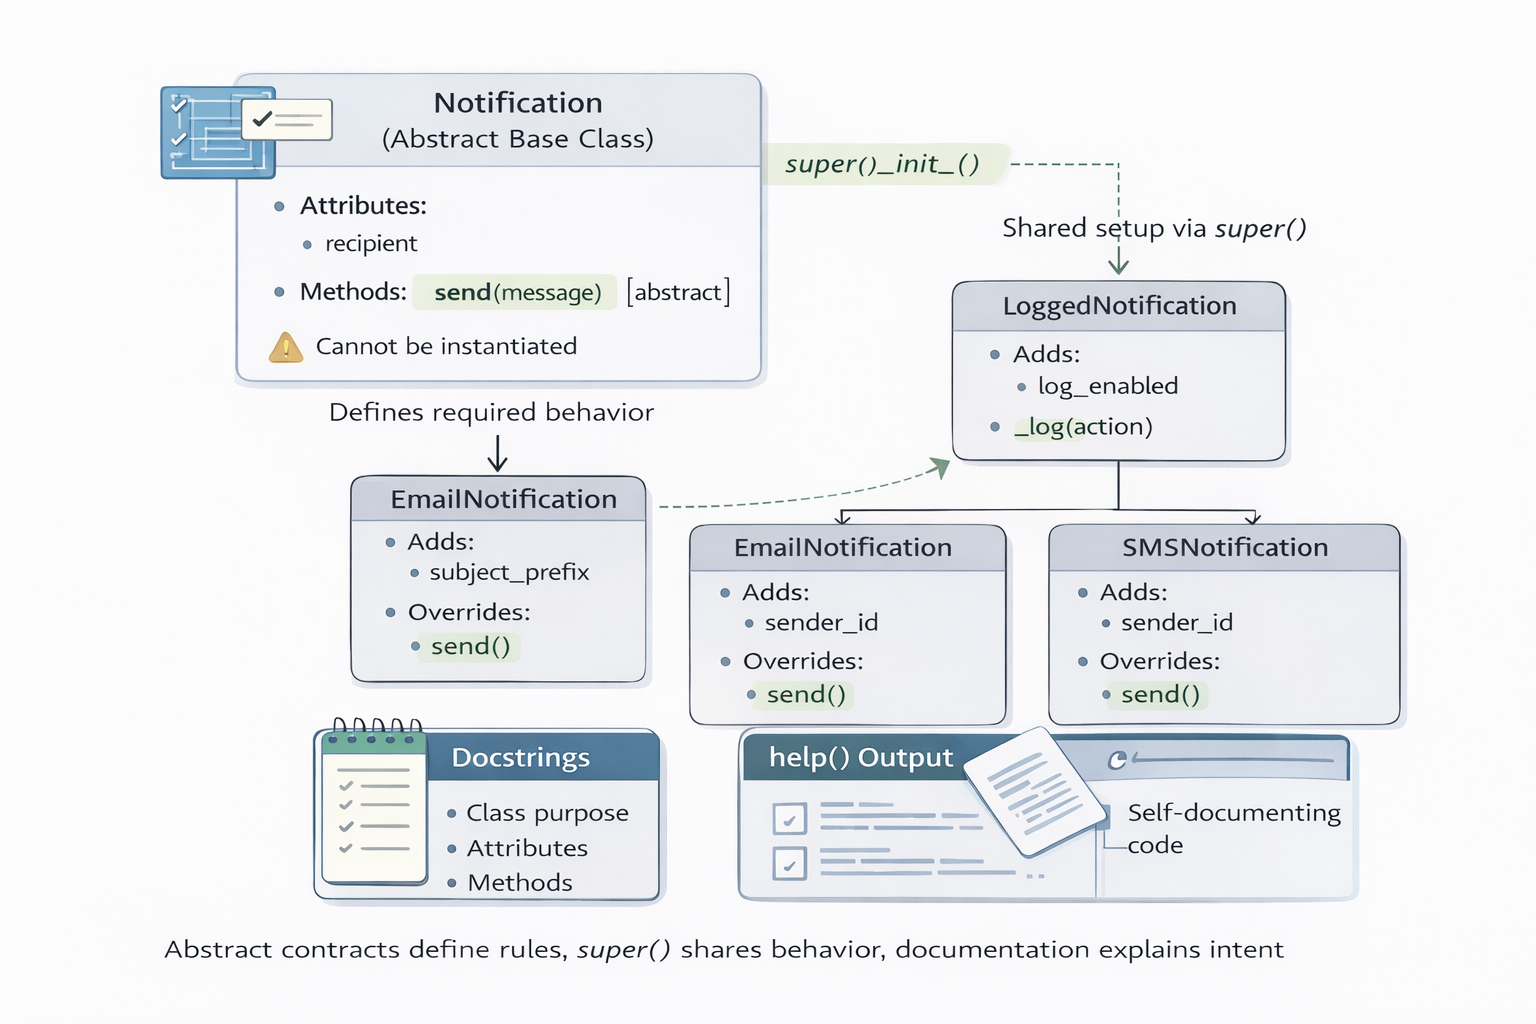 Notification
(Abstract Base Class)
• Attributes:
• recipient
• Methods: send(message) [abstract]
Cannot be instantiated
super()_init_()
Shared setup via super()
LoggedNotification
• Adds:
• log_enabled
• _log(action)
Defines required behavior
EmailNotification
• Adds:
• subject_prefix
• Overrides:
• send()
EmailNotification
• Adds:
• sender_id
• Overrides:
• send()
SMSNotification
• Adds:
• sender_id
• Overrides:
• send()
Docstrings
• Class purpose
• Attributes
• Methods
help() Output
Self-documenting
code
Abstract contracts define rules, super() shares behavior, documentation explains intent